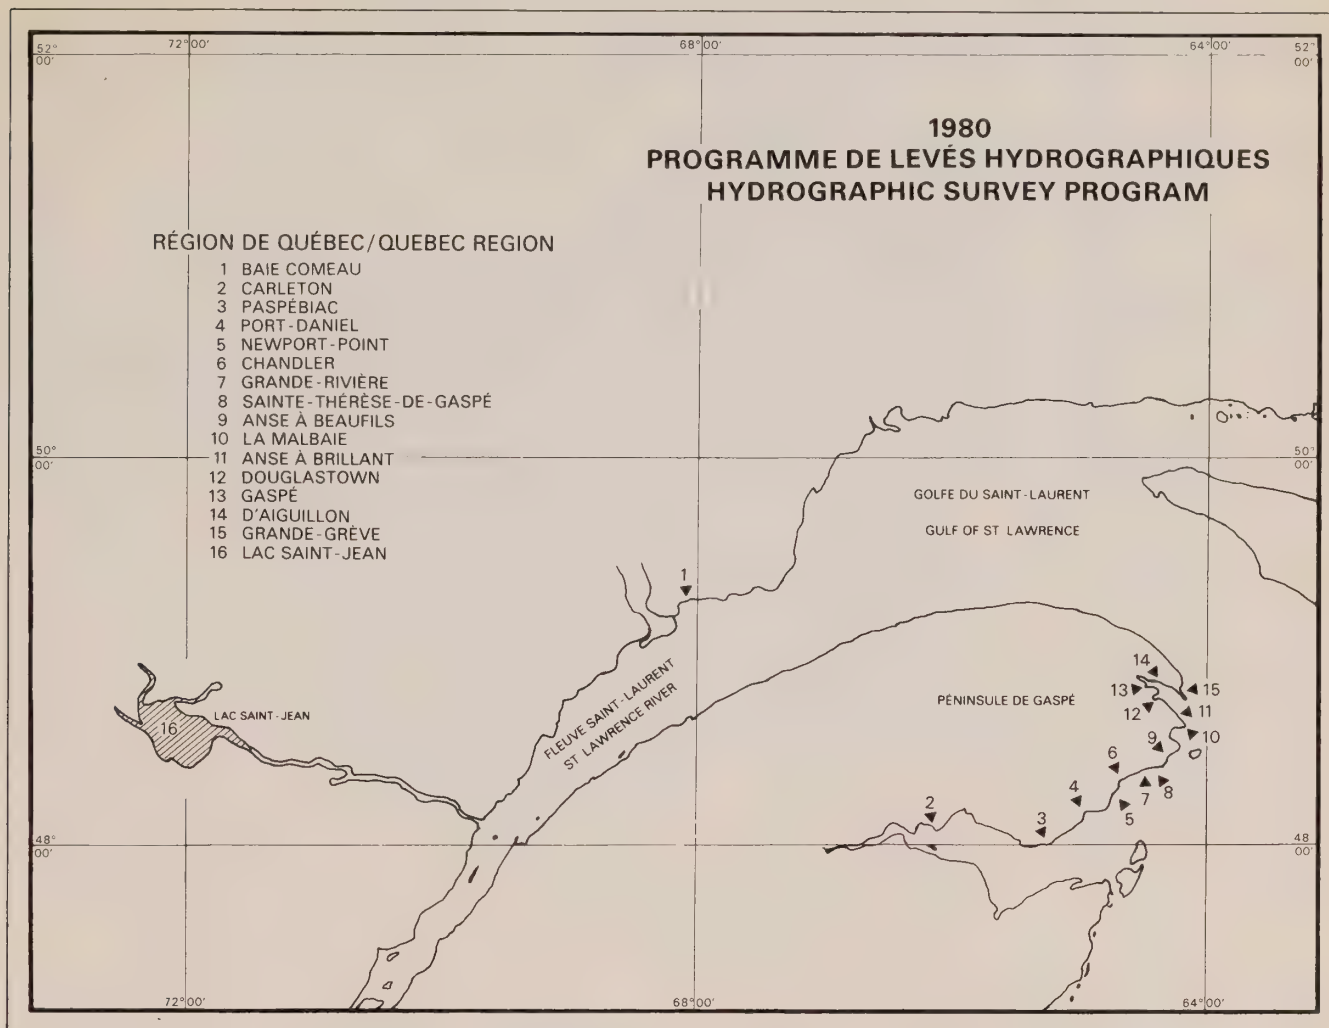 72°00' 68°00' 64°00'
52° 52°
00' 00'
1980
PROGRAMME DE LEVÉS HYDROGRAPHIQUES
HYDROGRAPHIC SURVEY PROGRAM
RÉGION DE QUÉBEC/QUEBEC REGION
1 BAIE COMEAU
2 CARLETON
3 PASPÉBIAC
4 PORT-DANIEL
5 NEWPORT-POINT
6 CHANDLER
7 GRANDE-RIVIÈRE
8 SAINTE-THÉRÈSE-DE-GASPÉ
9 ANSE À BEAUFILS
10 LA MALBAIE
11 ANSE À BRILLANT
12 DOUGLASTOWN
13 GASPÉ
14 D'AIGUILLON
15 GRANDE-GRÈVE
16 LAC SAINT-JEAN
50° 50°
00' 00'
GOLFE DU SAINT-LAURENT
GULF OF ST LAWRENCE
1
14
13 15
PÉNINSULE DE GASPÉ
12 11
LAC SAINT-JEAN
16
FLEUVE SAINT-LAURENT
ST LAWRENCE RIVER
9 10
6
7 8
4
2 3 5
48° 48
00' 00'
72°00' 68°00' 64°00'